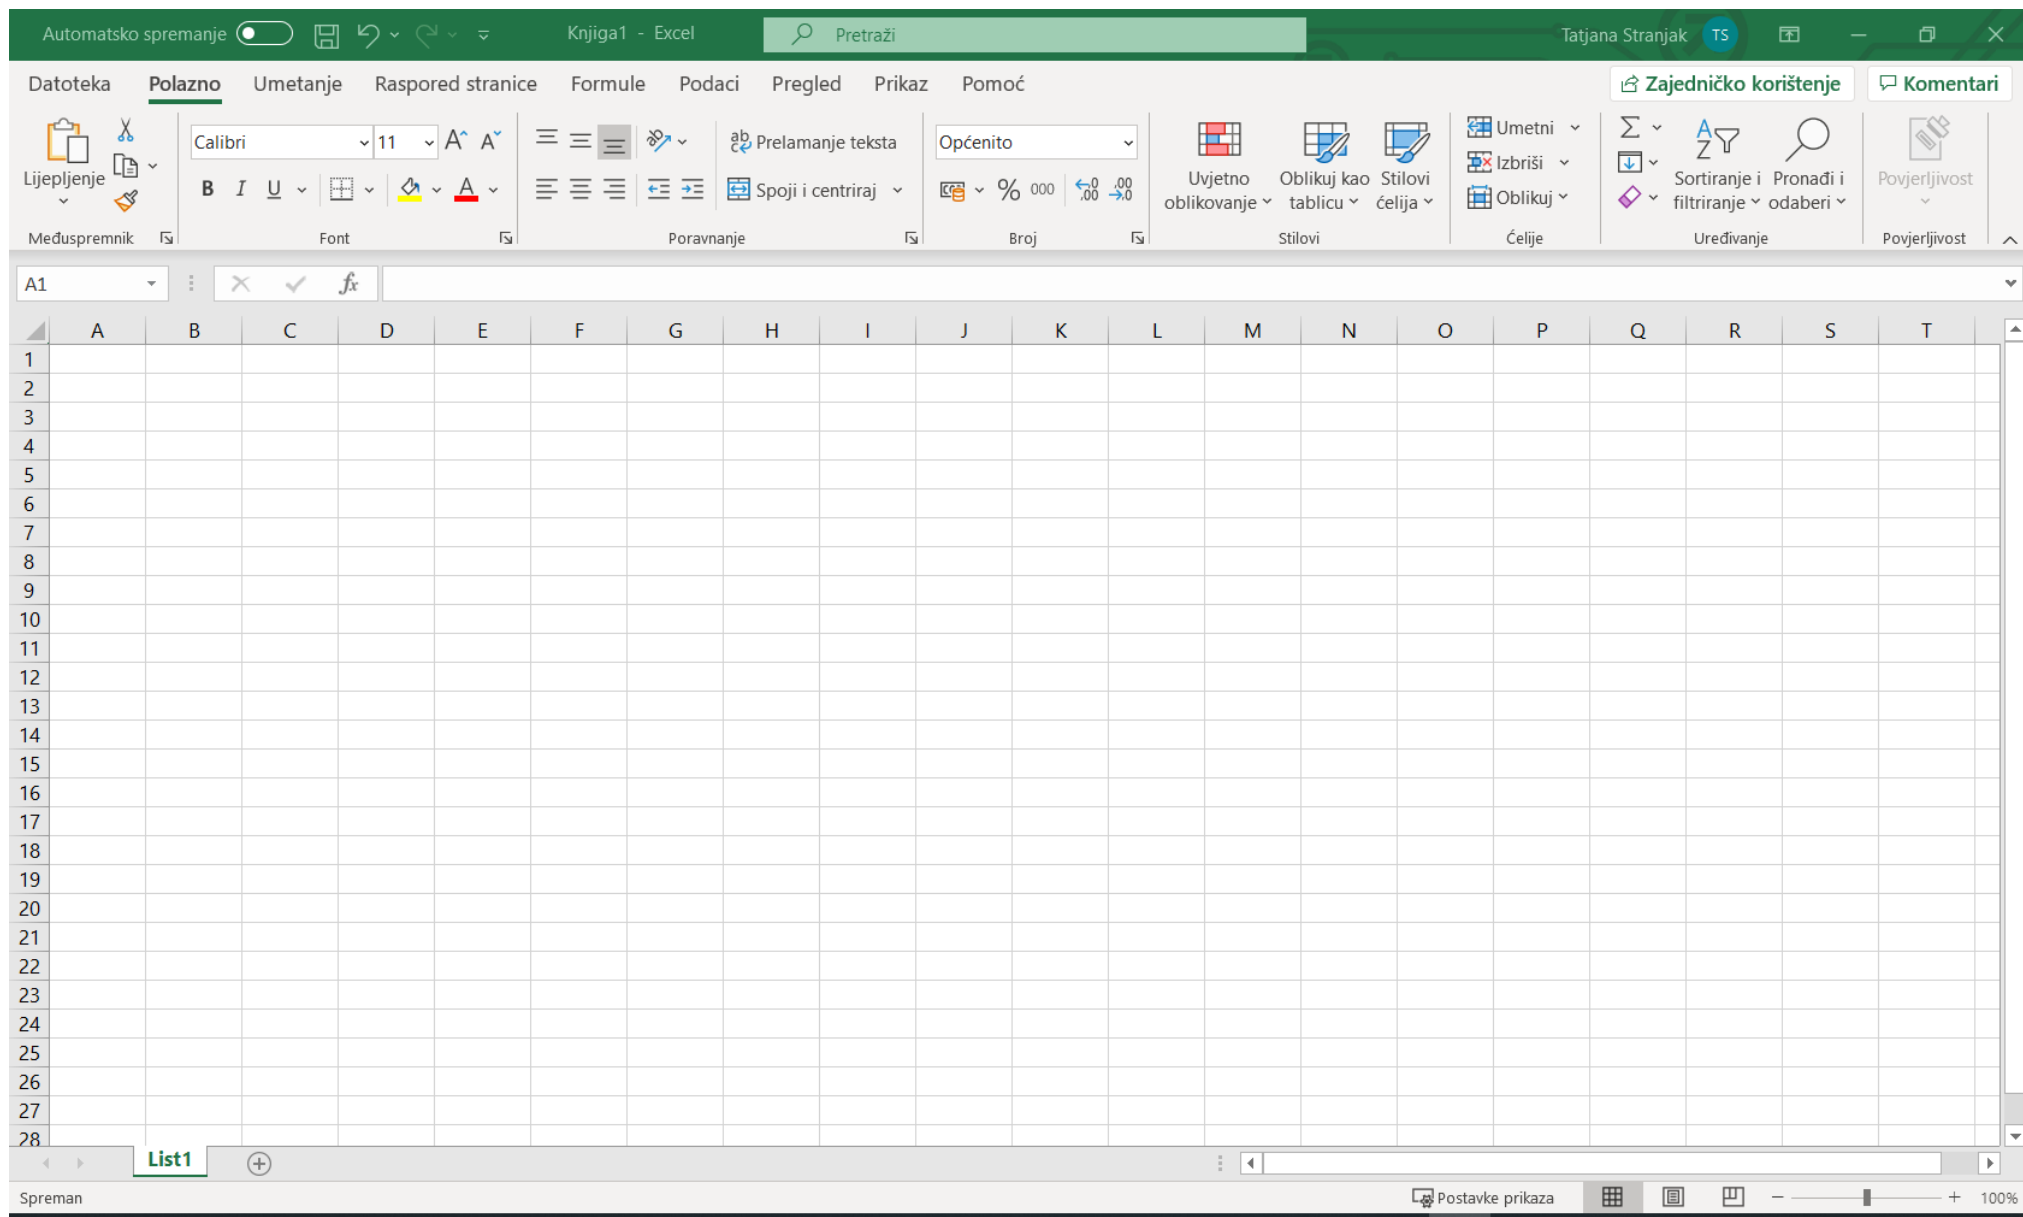 Automatsko spremanje Knjiga1 - Excel Pretraži Tatjana Stranjak TS
Datoteka Polazno Umetanje Raspored stranice Formule Podaci Pregled Prikaz Pomoć Zajedničko korištenje Komentari
Calibri 11 Prelamanje teksta Općenito Umetni
Lijepljenje Izbriši
B I U A Spoji i centriraj % 000 Uvjetno oblikovanje Oblikuj kao tablicu Stilovi ćelija Oblikuj Sortiranje i filtriranje Pronađi i odaberi Povjerljivost
Međuspremnik Font Poravnanje Broj Stilovi Ćelije Uređivanje Povjerljivost
A1 fx
A B C D E F G H I J K L M N O P Q R S T
1
2
3
4
5
6
7
8
9
10
11
12
13
14
15
16
17
18
19
20
21
22
23
24
25
26
27
28
List1
Spreman Postavke prikaza 100%